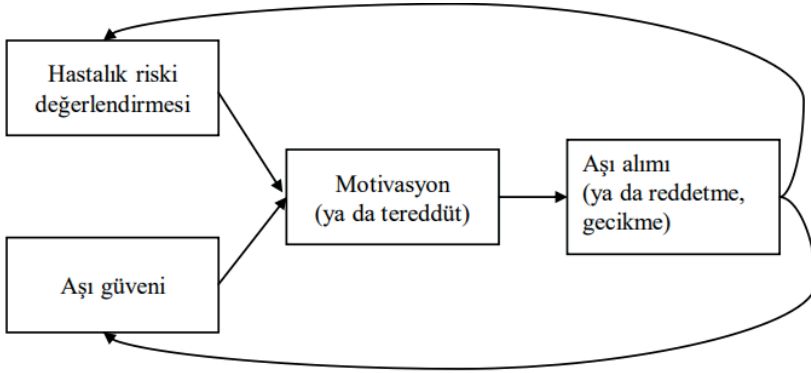 Hastalık riski
değerlendirmesi
Motivasyon
(ya da tereddüt)
Aşı alımı
(ya da reddetme,
gecikme)
Aşı güveni